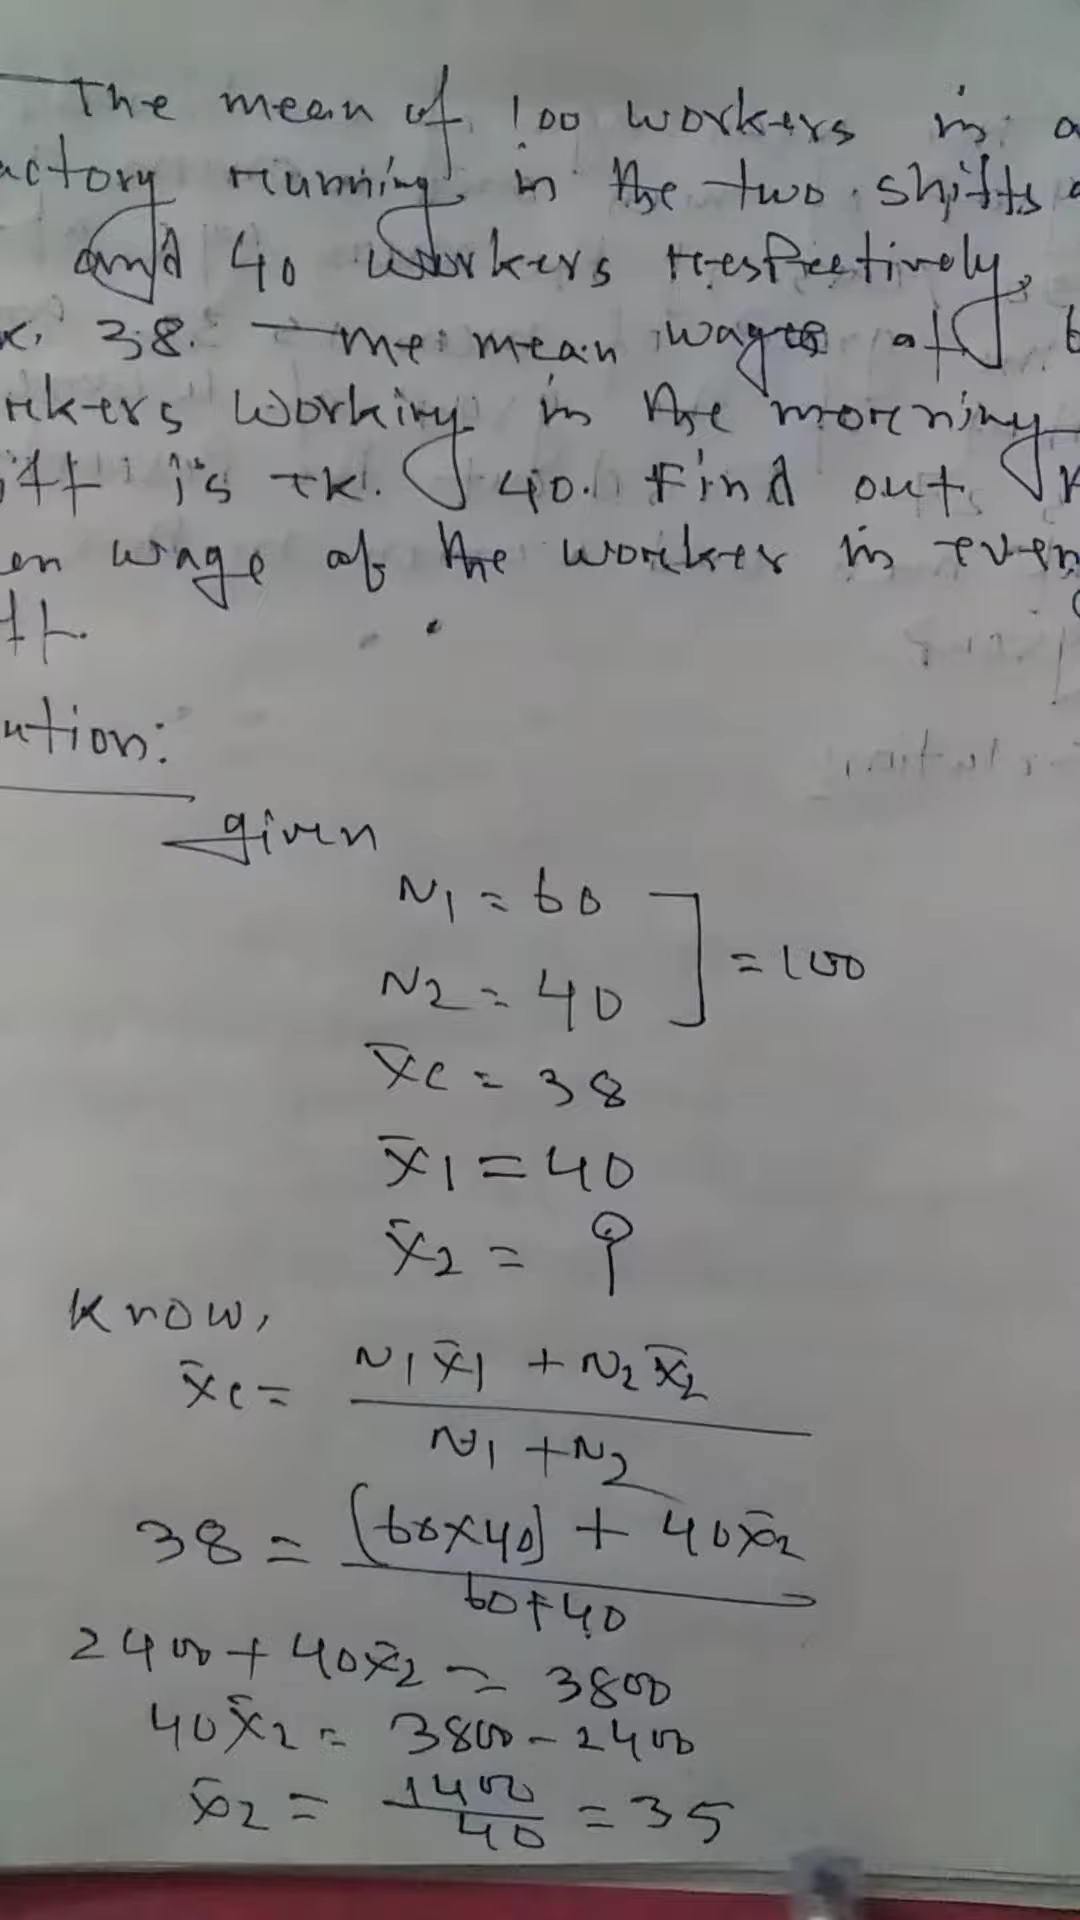 The mean of 100 workers in a
actory running in the two shifts
and 40 workers respectively,
38. The mean wages of 6
rkers working in the morning
ift is TK. 40. Find out
en wage of the worker in even
ft.
ution:
given
N1 = 60
N2 = 40 ] = 100
x̄c = 38
x̄1 = 40
x̄2 = ?
know,
x̄c = N1x̄1 + N2x̄2
N1 + N2
38 = (60×40) + 40x̄2
60+40
2400 + 40x̄2 = 3800
40x̄2 = 3800 - 2400
x̄2 = 1400/40 = 35